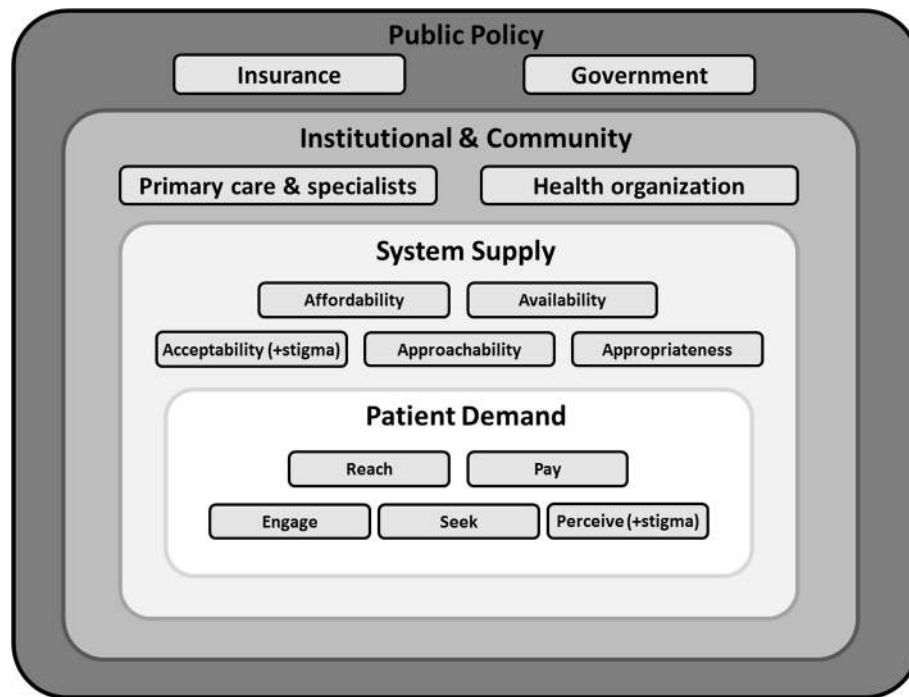 Public Policy
Insurance
Government
Institutional & Community
Primary care & specialists
Health organization
System Supply
Affordability
Availability
Acceptability (+stigma)
Approachability
Appropriateness
Patient Demand
Reach
Pay
Engage
Seek
Perceive (+stigma)